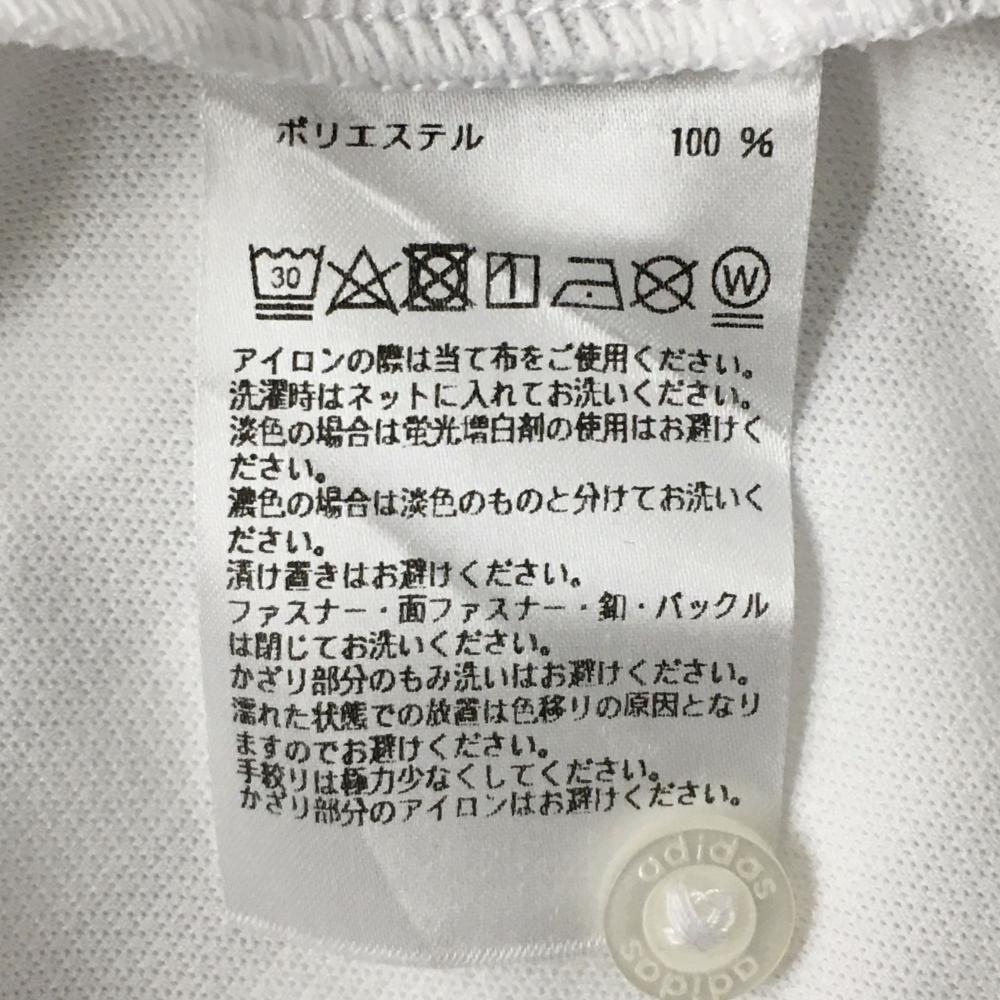 ポリエステル 100 %
30 1 W
アイロンの際は当て布をご使用ください。
洗濯時はネットに入れてお洗いください。
淡色の場合は蛍光増白剤の使用はお避けく
ださい。
濃色の場合は淡色のものと分けてお洗いく
ださい。
漬け置きはお避けください。
ファスナー・面ファスナー・釦・バックル
は閉じてお洗いください。
かざり部分のもみ洗いはお避けください。
濡れた状態での放置は色移りの原因となり
ますのでお避けください。
手絞りは極力少なくしてください。
かざり部分のアイロンはお避けください。
adidas
adidas